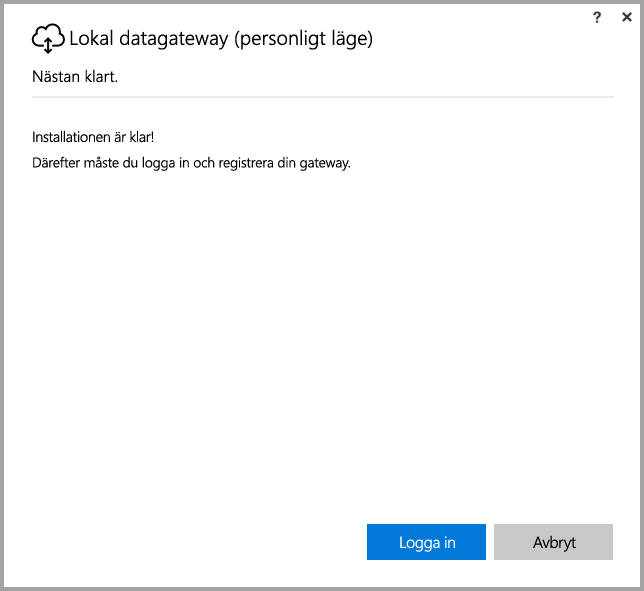 ?
Lokal datagateway (personligt läge)
Nästan klart.
Installationen är klar!
Därefter måste du logga in och registrera din gateway.
Logga in
Avbryt